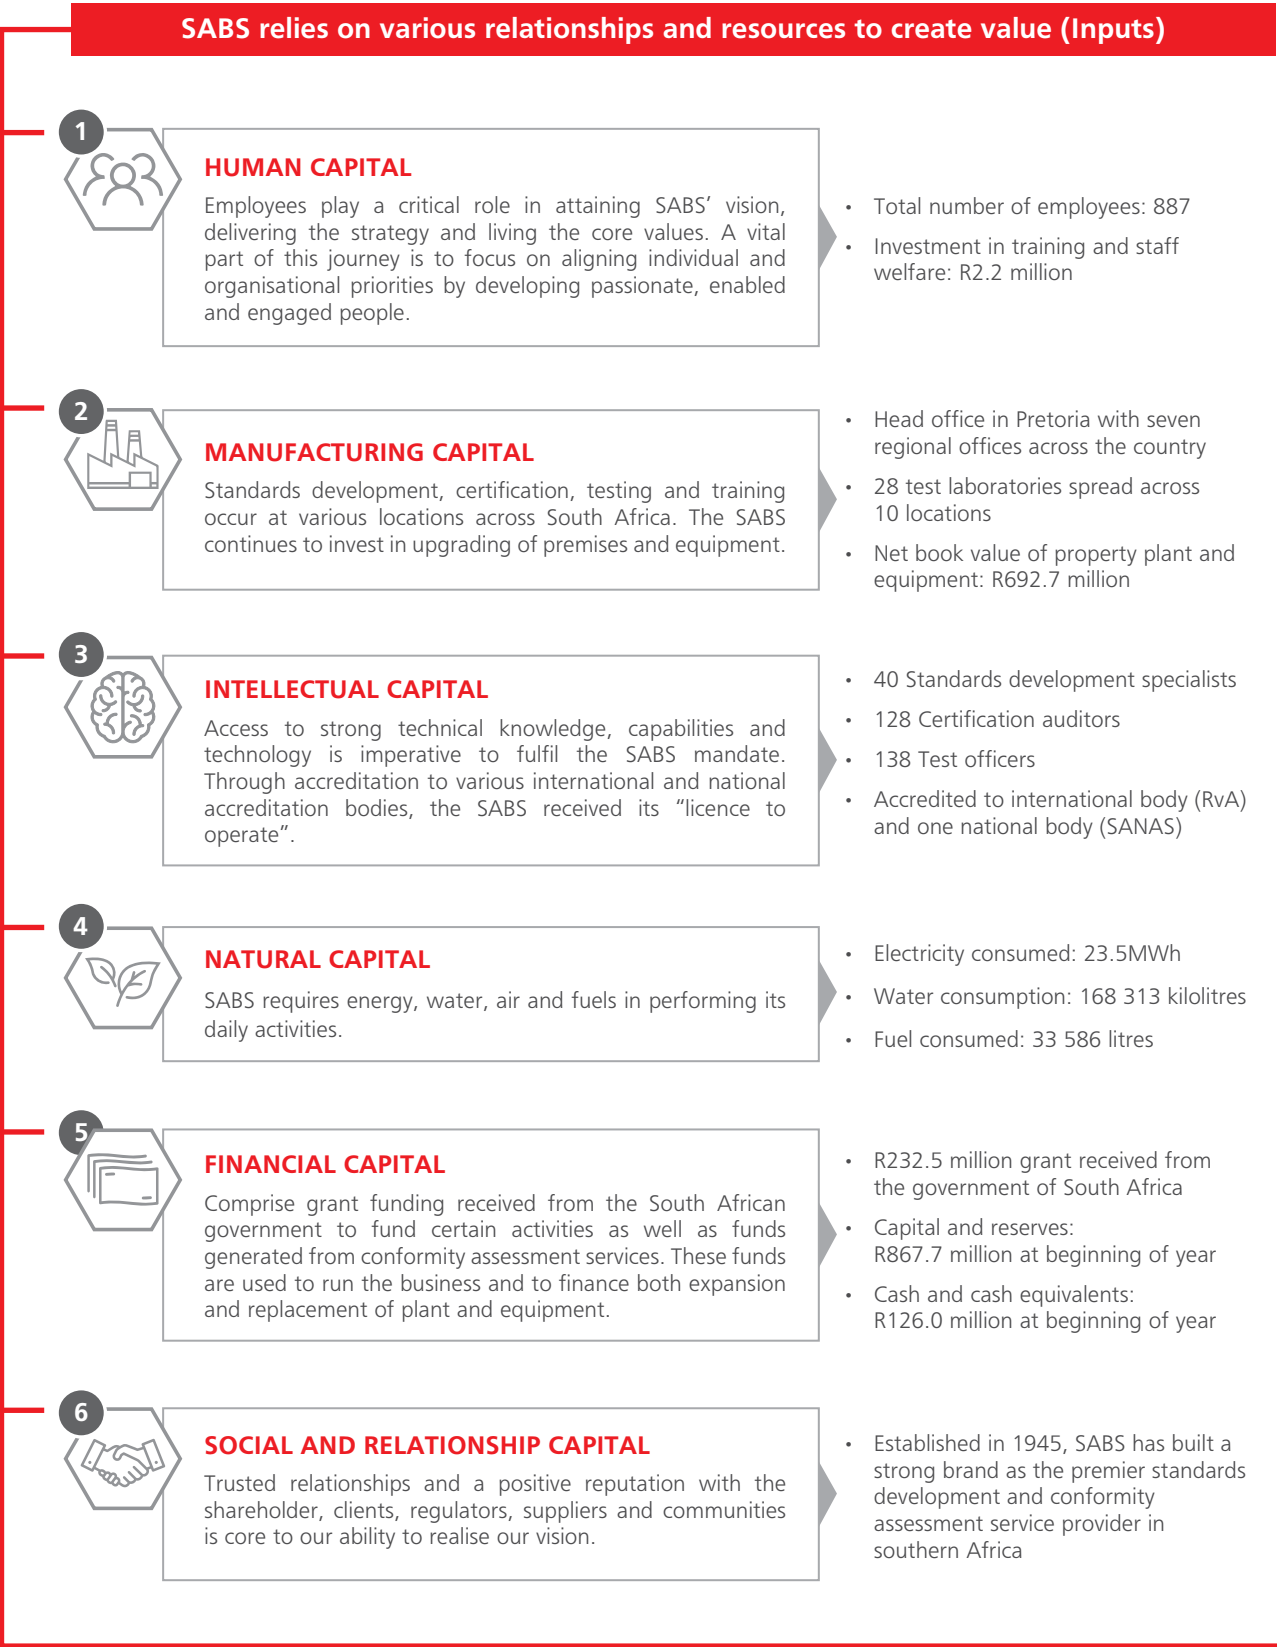 SABS relies on various relationships and resources to create value (Inputs)
1
HUMAN CAPITAL
Employees play a critical role in attaining SABS’ vision,
delivering the strategy and living the core values. A vital
part of this journey is to focus on aligning individual and
organisational priorities by developing passionate, enabled
and engaged people.
• Total number of employees: 887
• Investment in training and staff
welfare: R2.2 million
2
MANUFACTURING CAPITAL
Standards development, certification, testing and training
occur at various locations across South Africa. The SABS
continues to invest in upgrading of premises and equipment.
• Head office in Pretoria with seven
regional offices across the country
• 28 test laboratories spread across
10 locations
• Net book value of property plant and
equipment: R692.7 million
3
INTELLECTUAL CAPITAL
Access to strong technical knowledge, capabilities and
technology is imperative to fulfil the SABS mandate.
Through accreditation to various international and national
accreditation bodies, the SABS received its “licence to
operate”.
• 40 Standards development specialists
• 128 Certification auditors
• 138 Test officers
• Accredited to international body (RvA)
and one national body (SANAS)
4
NATURAL CAPITAL
SABS requires energy, water, air and fuels in performing its
daily activities.
• Electricity consumed: 23.5MWh
• Water consumption: 168 313 kilolitres
• Fuel consumed: 33 586 litres
5
FINANCIAL CAPITAL
Comprise grant funding received from the South African
government to fund certain activities as well as funds
generated from conformity assessment services. These funds
are used to run the business and to finance both expansion
and replacement of plant and equipment.
• R232.5 million grant received from
the government of South Africa
• Capital and reserves:
R867.7 million at beginning of year
• Cash and cash equivalents:
R126.0 million at beginning of year
6
SOCIAL AND RELATIONSHIP CAPITAL
Trusted relationships and a positive reputation with the
shareholder, clients, regulators, suppliers and communities
is core to our ability to realise our vision.
• Established in 1945, SABS has built a
strong brand as the premier standards
development and conformity
assessment service provider in
southern Africa